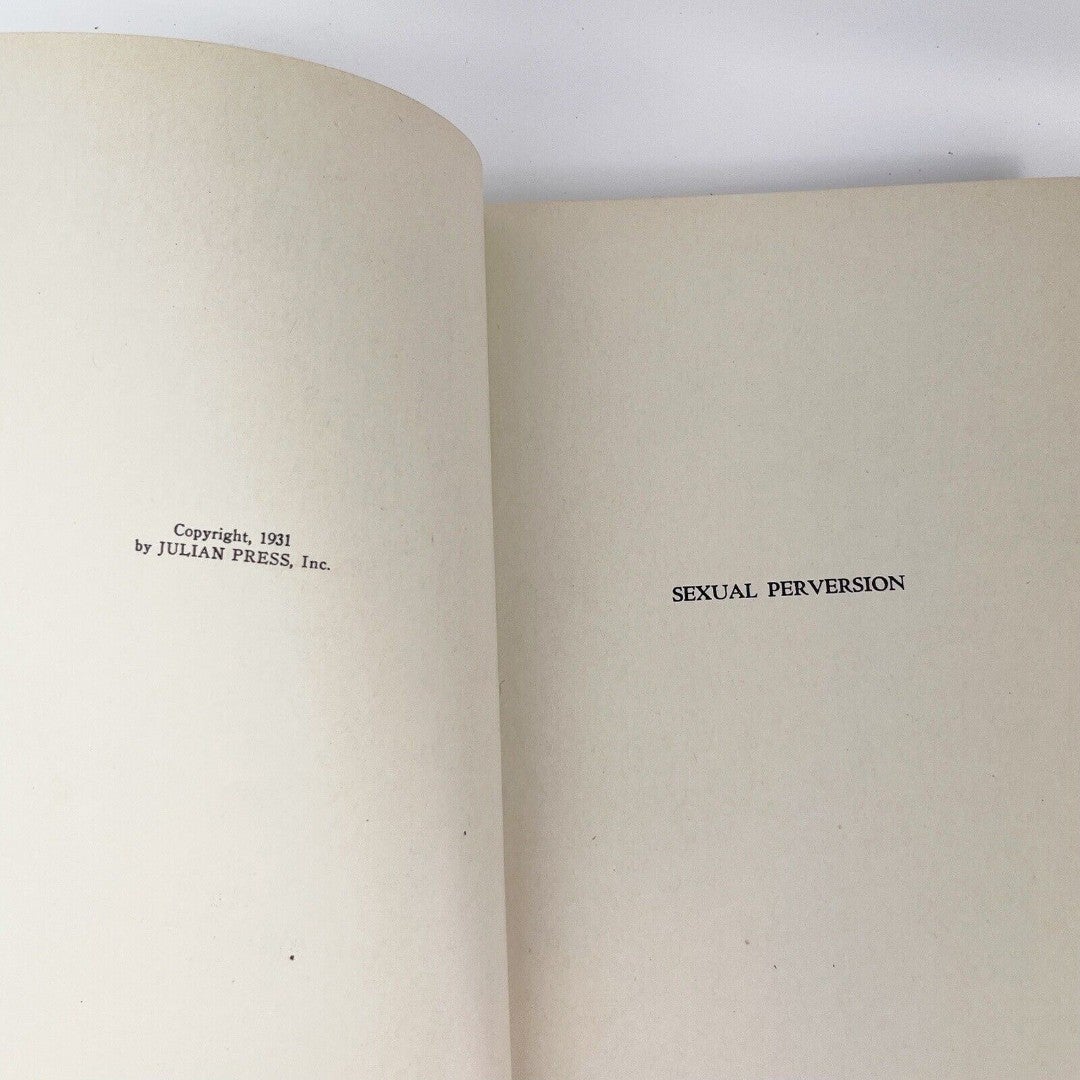 Copyright, 1931
by JULIAN PRESS, Inc.
SEXUAL PERVERSION